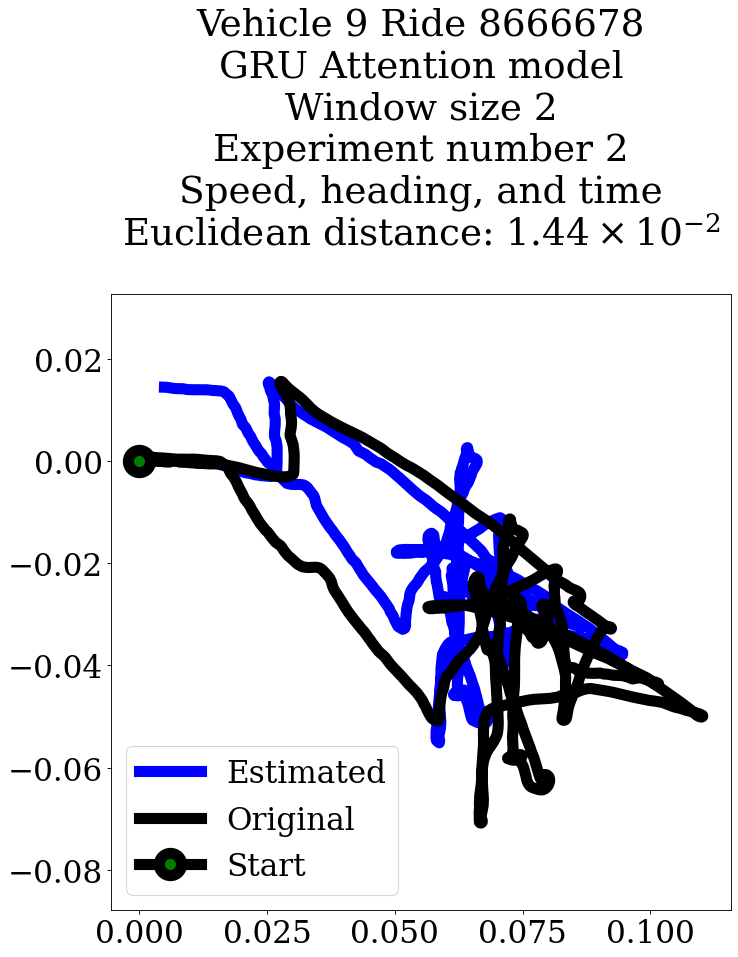 Vehicle 9 Ride 8666678
GRU Attention model
Window size 2
Experiment number 2
Speed, heading, and time
Euclidean distance: 1.44 × 10⁻²
0.02
0.00
−0.02
−0.04
−0.06
−0.08
Estimated
Original
Start
0.000 0.025 0.050 0.075 0.100